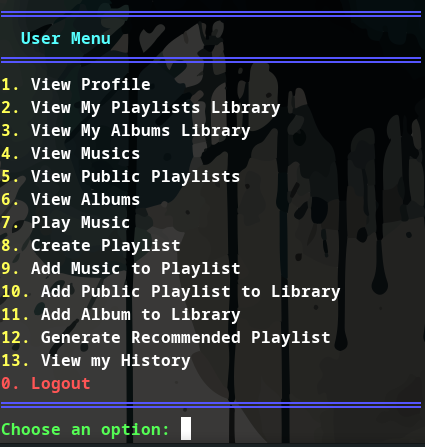 User Menu
1. View Profile
2. View My Playlists Library
3. View My Albums Library
4. View Musics
5. View Public Playlists
6. View Albums
7. Play Music
8. Create Playlist
9. Add Music to Playlist
10. Add Public Playlist to Library
11. Add Album to Library
12. Generate Recommended Playlist
13. View my History
0. Logout
Choose an option: